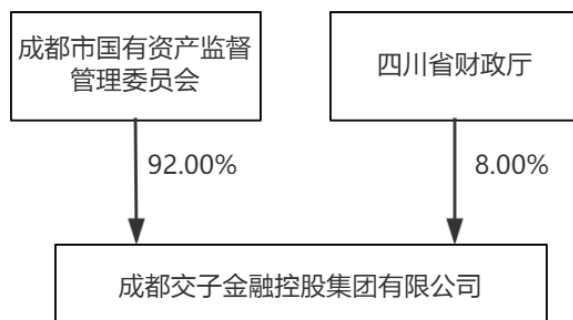 成都市国有资产监督
管理委员会
四川省财政厅
92.00%
8.00%
成都交子金融控股集团有限公司